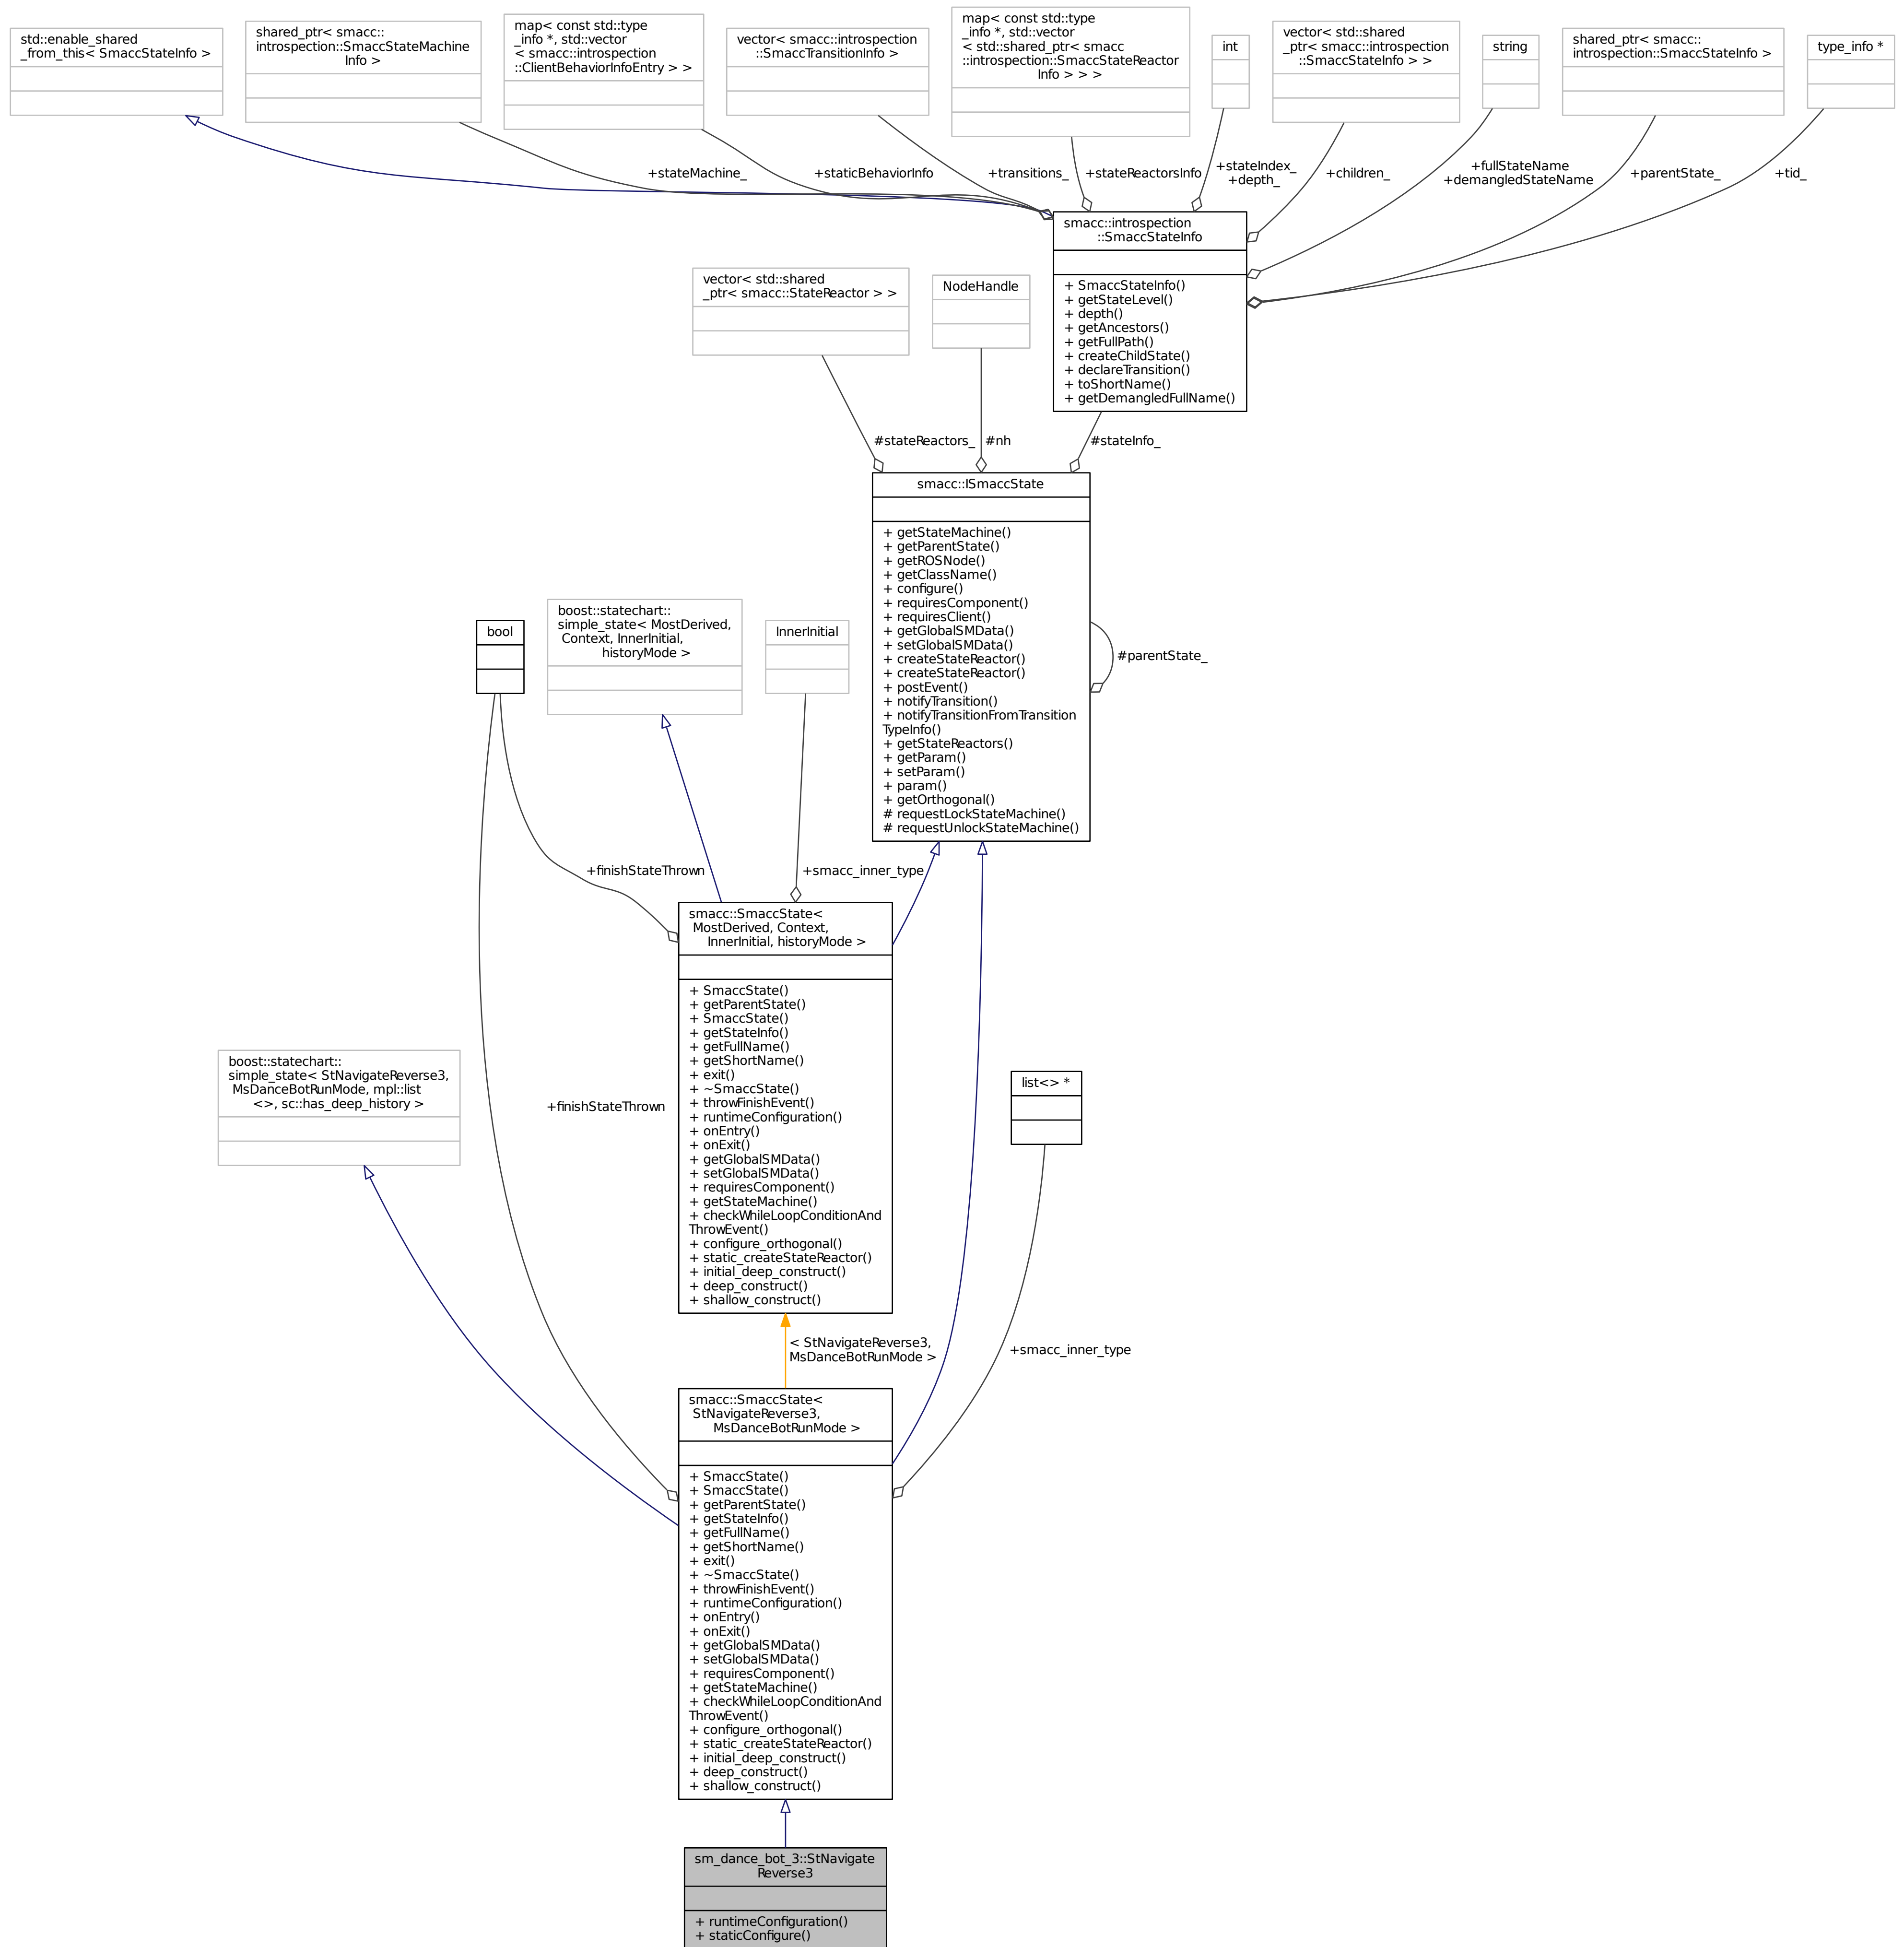 std::enable_shared
_from_this< SmaccStateInfo >
shared_ptr< smacc::
introspection::SmaccStateMachine
Info >
map< const std::type
_info *, std::vector
< smacc::introspection
::ClientBehaviorInfoEntry > >
vector< smacc::introspection
::SmaccTransitionInfo >
map< const std::type
_info *, std::vector
< std::shared_ptr< smacc
::introspection::SmaccStateReactor
Info > > >
int
vector< std::shared
_ptr< smacc::introspection
::SmaccStateInfo > >
string
shared_ptr< smacc::
introspection::SmaccStateInfo >
type_info *
+stateMachine_
+staticBehaviorInfo
+transitions_
+stateReactorsInfo
+stateIndex_
+depth_
+children_
+fullStateName
+demangledStateName
+parentState_
+tid_
smacc::introspection
::SmaccStateInfo
+ SmaccStateInfo()
+ getStateLevel()
+ depth()
+ getAncestors()
+ getFullPath()
+ createChildState()
+ declareTransition()
+ toShortName()
+ getDemangledFullName()
vector< std::shared
_ptr< smacc::StateReactor > >
NodeHandle
#stateReactors_
#nh
#stateInfo_
smacc::ISmaccState
+ getStateMachine()
+ getParentState()
+ getROSNode()
+ getClassName()
+ configure()
+ requiresComponent()
+ requiresClient()
+ getGlobalSMData()
+ setGlobalSMData()
+ createStateReactor()
+ createStateReactor()
+ postEvent()
+ notifyTransition()
+ notifyTransitionFromTransition
TypeInfo()
+ getStateReactors()
+ getParam()
+ setParam()
+ param()
+ getOrthogonal()
# requestLockStateMachine()
# requestUnlockStateMachine()
#parentState_
bool
boost::statechart::
simple_state< MostDerived,
Context, InnerInitial,
historyMode >
InnerInitial
+finishStateThrown
+smacc_inner_type
smacc::SmaccState<
MostDerived, Context,
InnerInitial, historyMode >
+ SmaccState()
+ getParentState()
+ SmaccState()
+ getStateInfo()
+ getFullName()
+ getShortName()
+ exit()
+ ~SmaccState()
+ throwFinishEvent()
+ runtimeConfiguration()
+ onEntry()
+ onExit()
+ getGlobalSMData()
+ setGlobalSMData()
+ requiresComponent()
+ getStateMachine()
+ checkWhileLoopConditionAnd
ThrowEvent()
+ configure_orthogonal()
+ static_createStateReactor()
+ initial_deep_construct()
+ deep_construct()
+ shallow_construct()
boost::statechart::
simple_state< StNavigateReverse3,
MsDanceBotRunMode, mpl::list
<>, sc::has_deep_history >
+finishStateThrown
list<> *
< StNavigateReverse3,
MsDanceBotRunMode >
+smacc_inner_type
smacc::SmaccState<
StNavigateReverse3,
MsDanceBotRunMode >
+ SmaccState()
+ SmaccState()
+ getParentState()
+ getStateInfo()
+ getFullName()
+ getShortName()
+ exit()
+ ~SmaccState()
+ throwFinishEvent()
+ runtimeConfiguration()
+ onEntry()
+ onExit()
+ getGlobalSMData()
+ setGlobalSMData()
+ requiresComponent()
+ getStateMachine()
+ checkWhileLoopConditionAnd
ThrowEvent()
+ configure_orthogonal()
+ static_createStateReactor()
+ initial_deep_construct()
+ deep_construct()
+ shallow_construct()
sm_dance_bot_3::StNavigate
Reverse3
+ runtimeConfiguration()
+ staticConfigure()